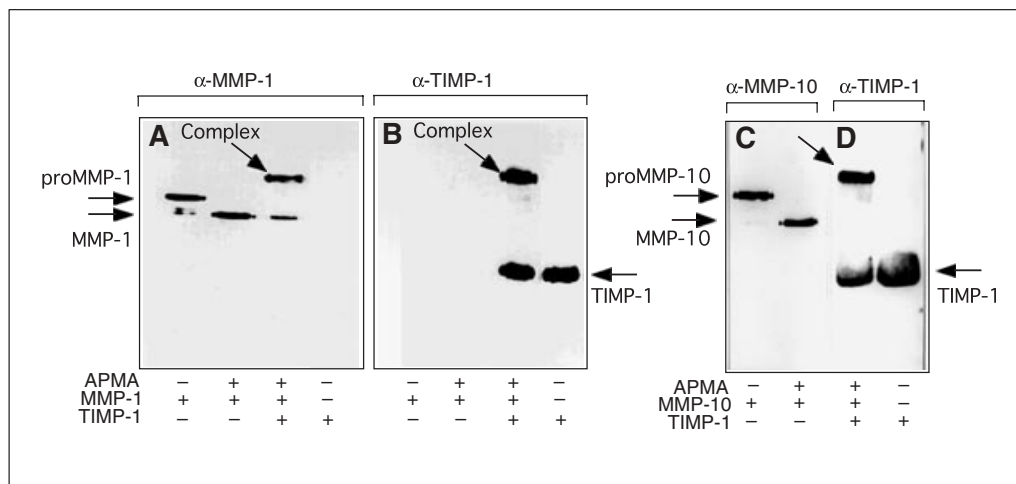 α-MMP-1
α-TIMP-1
α-MMP-10
α-TIMP-1
A
Complex
B
Complex
C
D
proMMP-1
MMP-1
TIMP-1
proMMP-10
MMP-10
TIMP-1
APMA – + + – – + + –
MMP-1 + + + – + + + –
TIMP-1 – – + + – – + +
APMA – + + –
MMP-10 + + + –
TIMP-1 – – + +